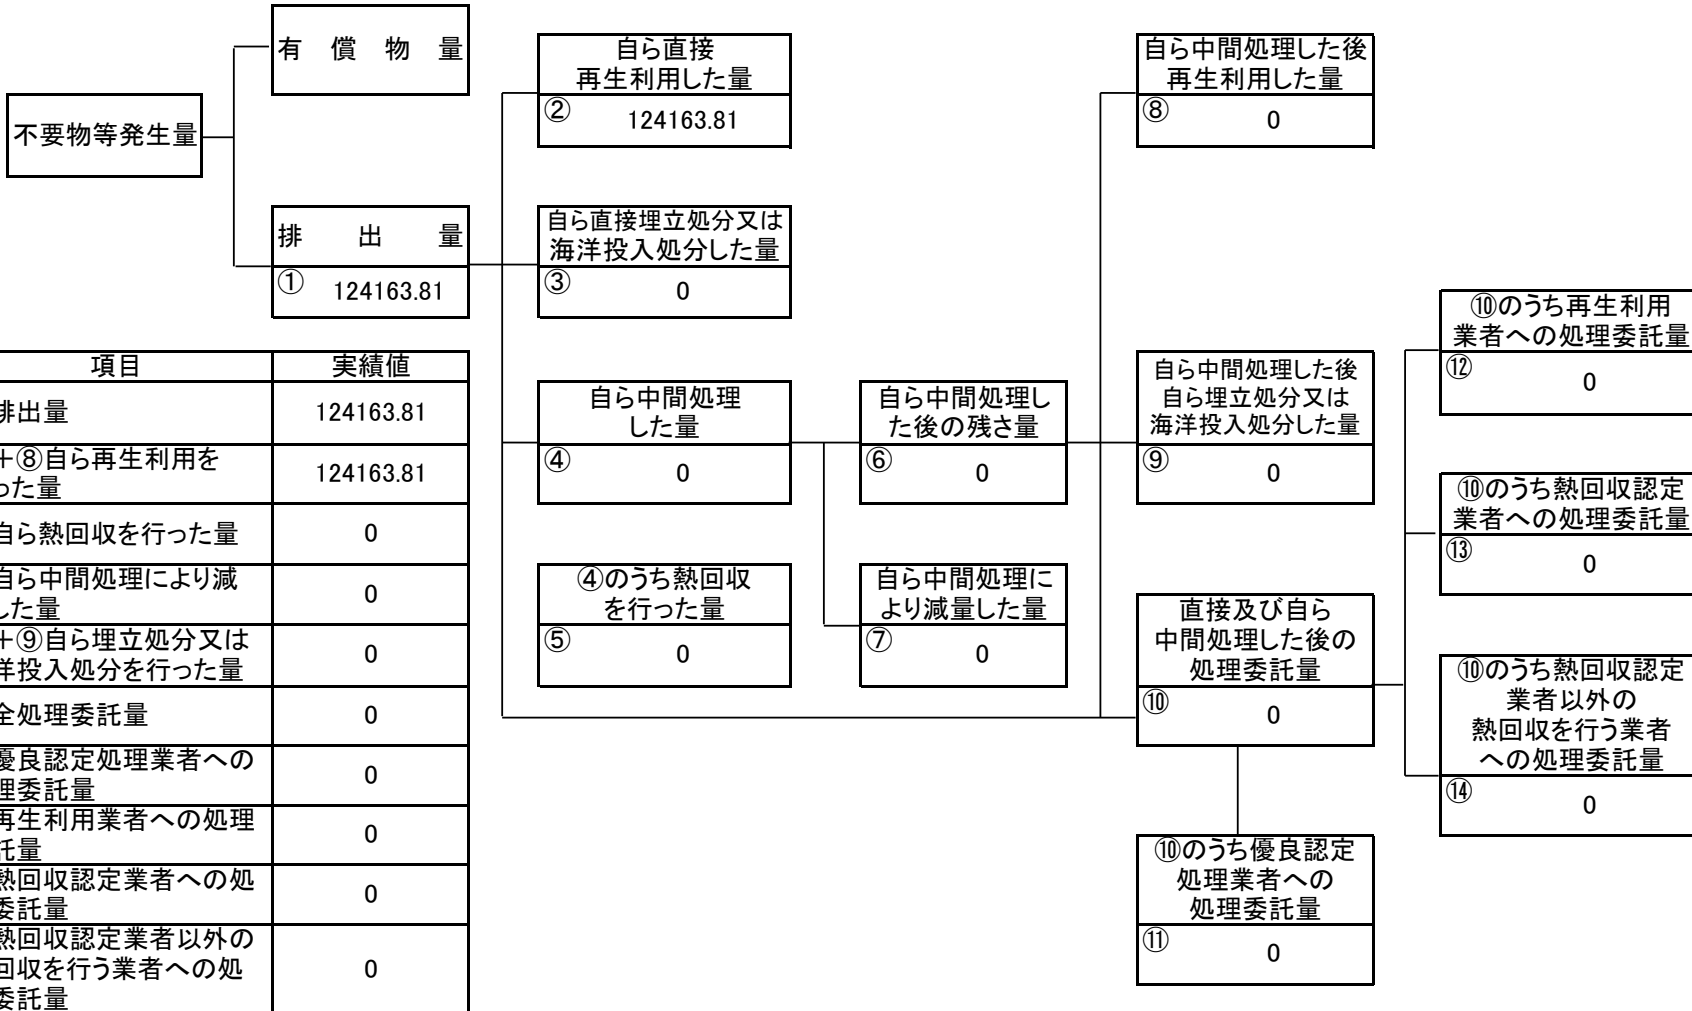 不要物等発生量
有償物量
排出量
①
124163.81
自ら直接
再生利用した量
②
124163.81
自ら直接埋立処分又は
海洋投入処分した量
③
0
自ら中間処理
した量
④
0
④のうち熱回収
を行った量
⑤
0
自ら中間処理し
た後の残さ量
⑥
0
自ら中間処理に
より減量した量
⑦
0
自ら中間処理した後
再生利用した量
⑧
0
自ら中間処理した後
自ら埋立処分又は
海洋投入処分した量
⑨
0
直接及び自ら
中間処理した後の
処理委託量
⑩
0
⑩のうち優良認定
処理業者への
処理委託量
⑪
0
⑩のうち再生利用
業者への処理委託量
⑫
0
⑩のうち熱回収認定
業者への処理委託量
⑬
0
⑩のうち熱回収認定
業者以外の
熱回収を行う業者
への処理委託量
⑭
0
項目 実績値
排出量 124163.81
+⑧自ら再生利用を
った量
124163.81
自ら熱回収を行った量 0
自ら中間処理により減
した量
0
+⑨自ら埋立処分又は
洋投入処分を行った量
0
全処理委託量 0
優良認定処理業者への
理委託量
0
再生利用業者への処理
託量
0
熱回収認定業者への処
委託量
0
熱回収認定業者以外の
回収を行う業者への処
委託量
0